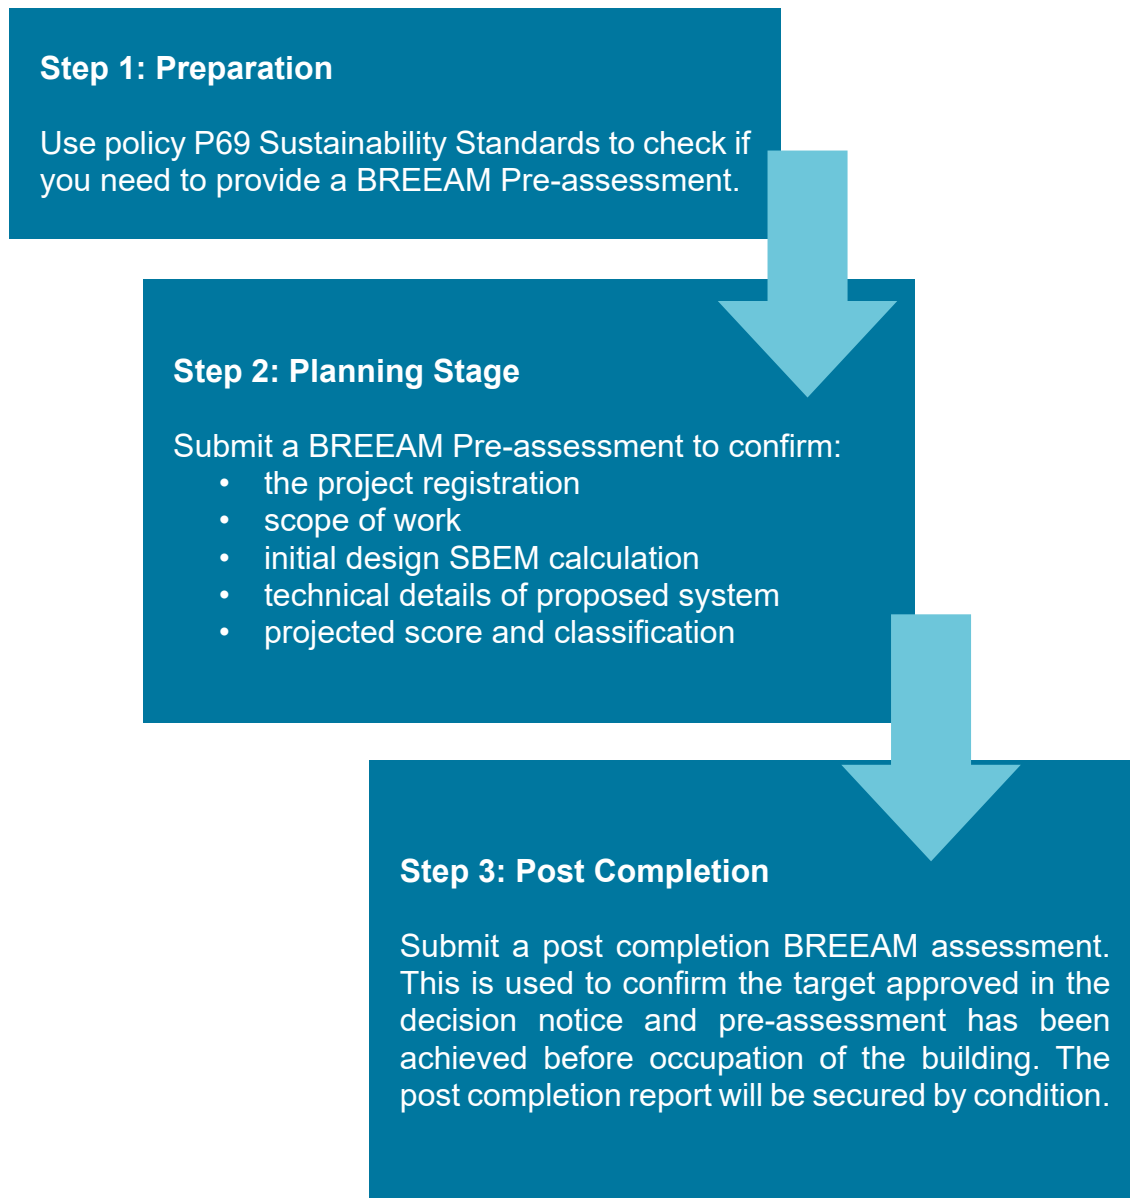 Step 1: Preparation
Use policy P69 Sustainability Standards to check if
you need to provide a BREEAM Pre-assessment.
Step 2: Planning Stage
Submit a BREEAM Pre-assessment to confirm:
• the project registration
• scope of work
• initial design SBEM calculation
• technical details of proposed system
• projected score and classification
Step 3: Post Completion
Submit a post completion BREEAM assessment.
This is used to confirm the target approved in the
decision notice and pre-assessment has been
achieved before occupation of the building. The
post completion report will be secured by condition.